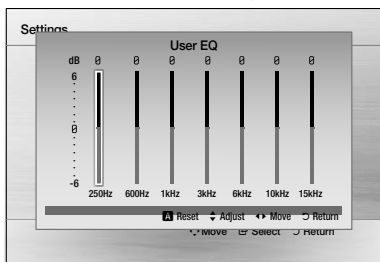 Settings
User EQ
dB 0 0 0 0 0 0 0
6
0
-6
250Hz 600Hz 1kHz 3kHz 6kHz 10kHz 15kHz
A Reset Adjust Move Return
Move Select Return